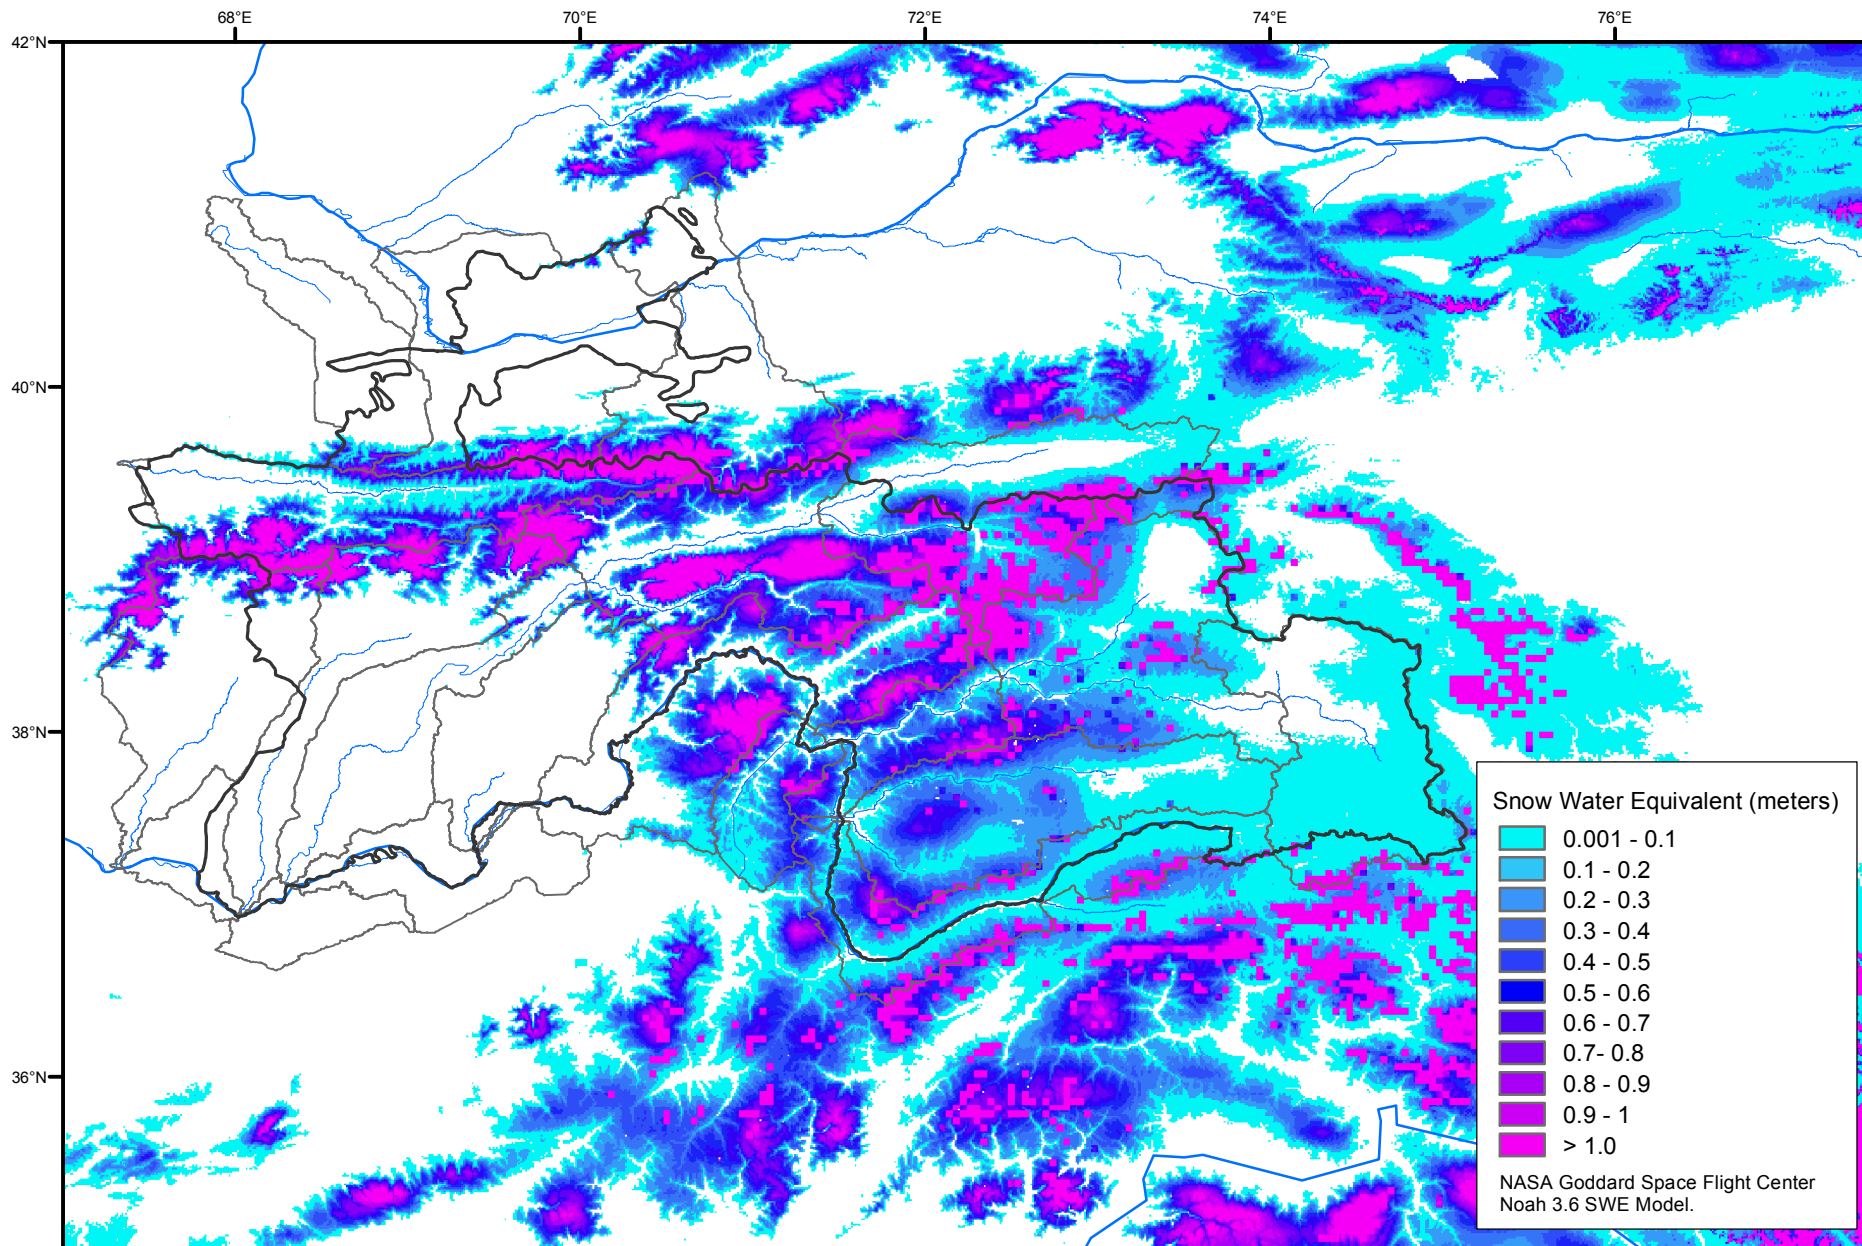 68°E 70°E 72°E 74°E 76°E
42°N
40°N
38°N
36°N
Snow Water Equivalent (meters)
0.001 - 0.1
0.1 - 0.2
0.2 - 0.3
0.3 - 0.4
0.4 - 0.5
0.5 - 0.6
0.6 - 0.7
0.7- 0.8
0.8 - 0.9
0.9 - 1
> 1.0
NASA Goddard Space Flight Center
Noah 3.6 SWE Model.